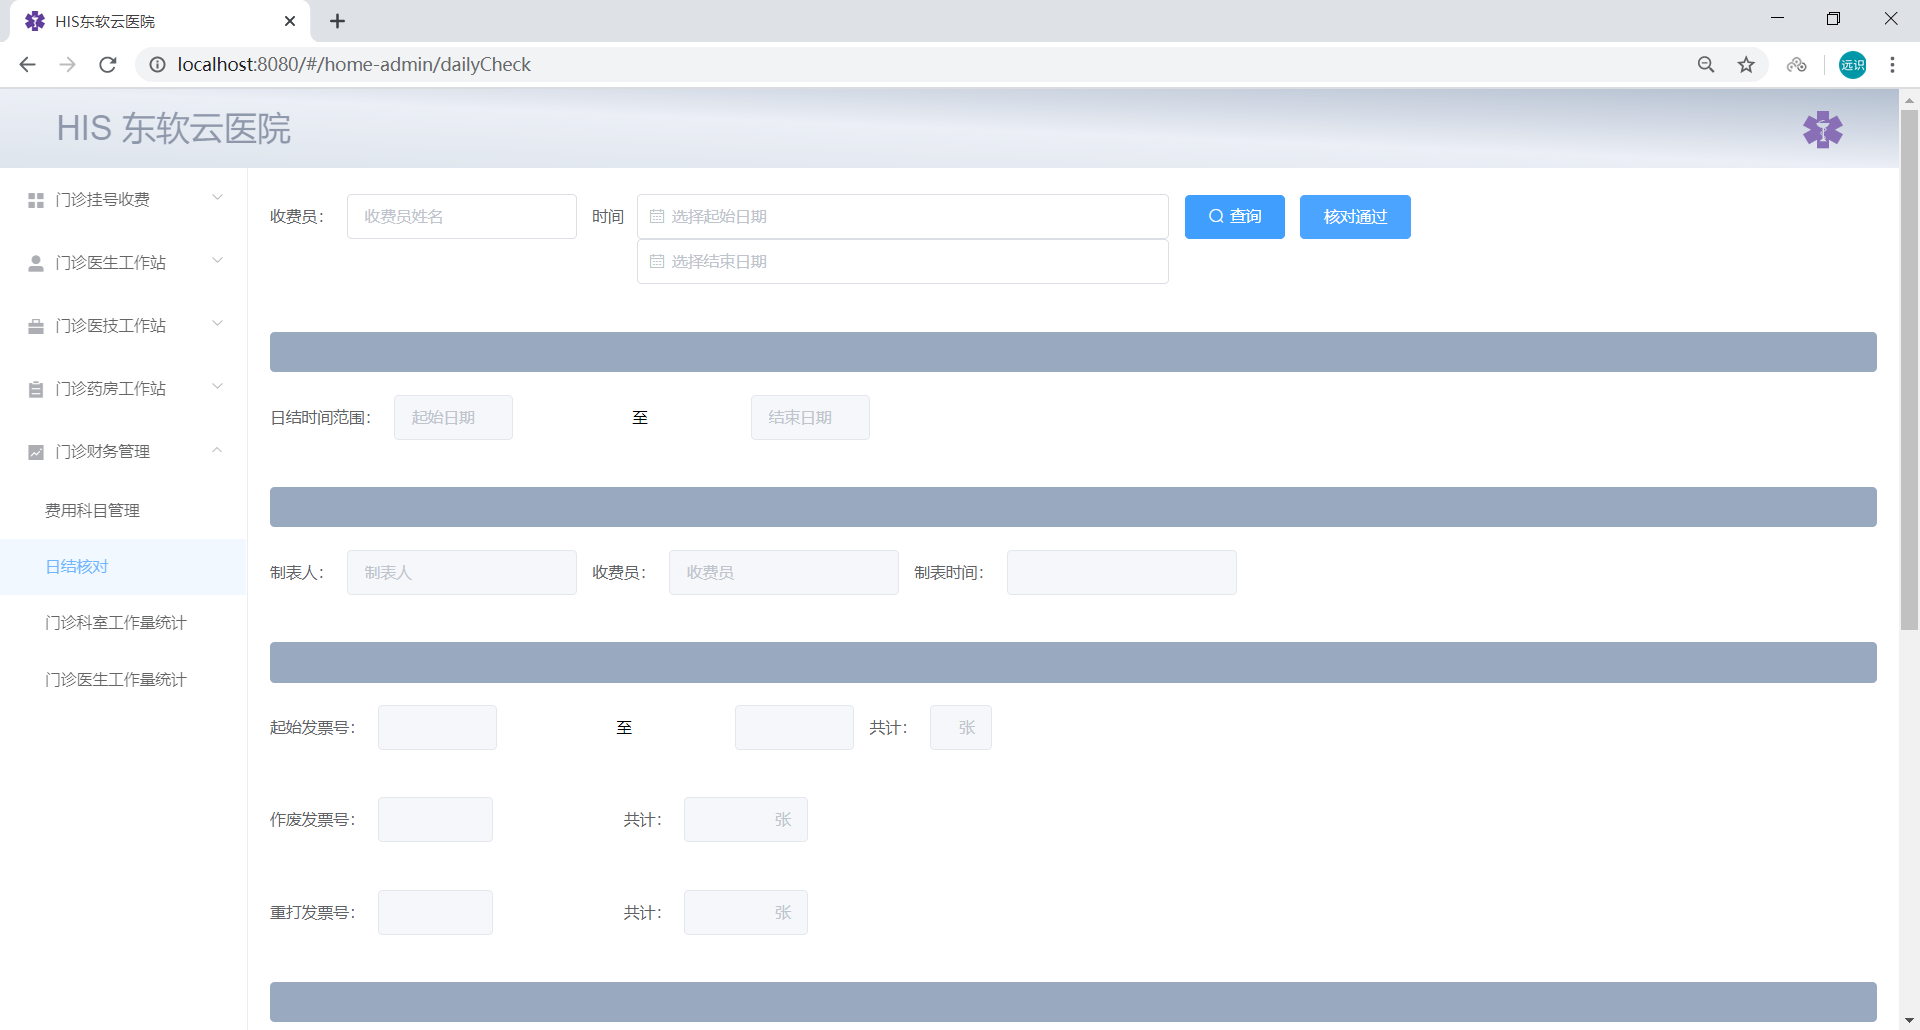 HIS东软云医院
localhost:8080/#/home-admin/dailyCheck
远识
HIS 东软云医院
门诊挂号收费
门诊医生工作站
门诊医技工作站
门诊药房工作站
门诊财务管理
费用科目管理
日结核对
门诊科室工作量统计
门诊医生工作量统计
收费员： 收费员姓名 时间 选择起始日期 查询 核对通过
选择结束日期
日结时间范围： 起始日期 至 结束日期
制表人： 制表人 收费员： 收费员 制表时间：
起始发票号： 至 共计： 张
作废发票号： 共计： 张
重打发票号： 共计： 张